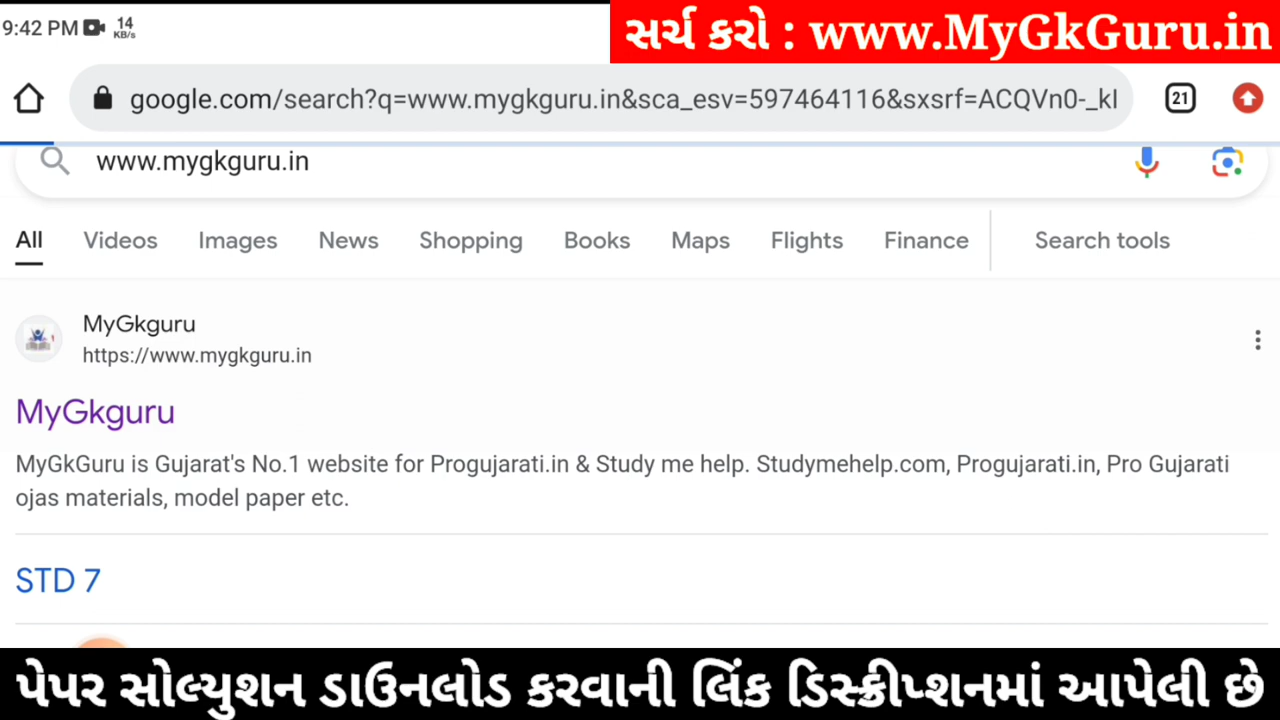 9:42 PM 14 KB/s
સર્ચ કરો : www.MyGkGuru.in
google.com/search?q=www.mygkguru.in&sca_esv=597464116&sxsrf=ACQVn0-_kl
21
www.mygkguru.in
All Videos Images News Shopping Books Maps Flights Finance Search tools
MyGkguru
https://www.mygkguru.in
MyGkguru
MyGkGuru is Gujarat's No.1 website for Progujarati.in & Study me help. Studymehelp.com, Progujarati.in, Pro Gujarati
ojas materials, model paper etc.
STD 7
પેપર સોલ્યુશન ડાઉનલોડ કરવાની લિંક ડિસ્ક્રીપ્શનમાં આપેલી છે